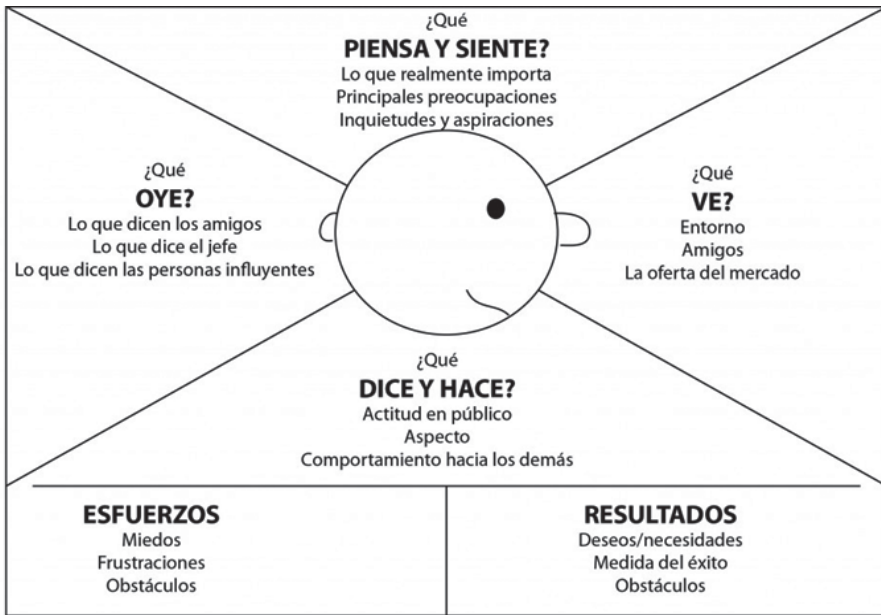 ¿Qué
PIENSA Y SIENTE?
Lo que realmente importa
Principales preocupaciones
Inquietudes y aspiraciones
¿Qué
OYE?
Lo que dicen los amigos
Lo que dice el jefe
Lo que dicen las personas influyentes
¿Qué
VE?
Entorno
Amigos
La oferta del mercado
¿Qué
DICE Y HACE?
Actitud en público
Aspecto
Comportamiento hacia los demás
ESFUERZOS
Miedos
Frustraciones
Obstáculos
RESULTADOS
Deseos/necesidades
Medida del éxito
Obstáculos